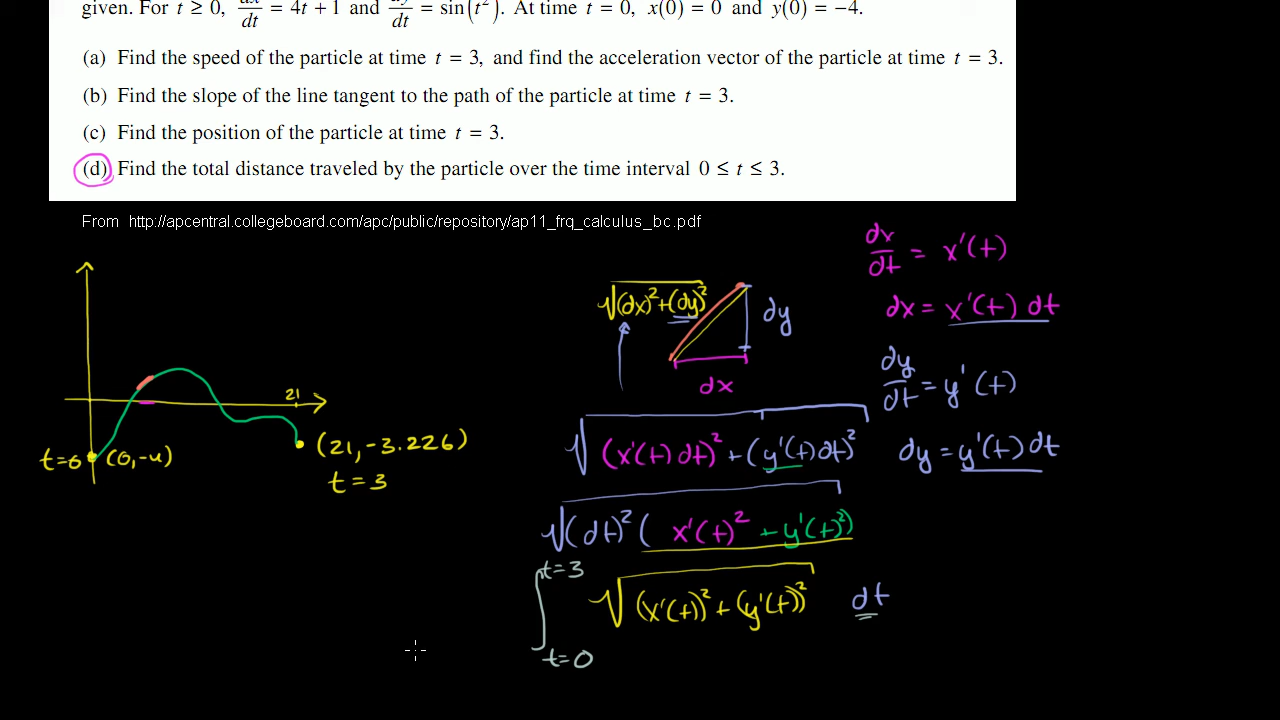 given. For t ≥ 0, dx/dt = 4t + 1 and dy/dt = sin(t²). At time t = 0, x(0) = 0 and y(0) = −4.
(a) Find the speed of the particle at time t = 3, and find the acceleration vector of the particle at time t = 3.
(b) Find the slope of the line tangent to the path of the particle at time t = 3.
(c) Find the position of the particle at time t = 3.
(d) Find the total distance traveled by the particle over the time interval 0 ≤ t ≤ 3.
From http://apcentral.collegeboard.com/apc/public/repository/ap11_frq_calculus_bc.pdf
dx/dt = x'(t)
√(dx)²+(dy)²
dy
dx = x'(t) dt
dx
dy/dt = y'(t)
21
(21, -3.226)
t=0 (0,-4)
t=3
√(x'(t)dt)²+(y'(t)dt)²
dy = y'(t)dt
√(dt)²( x'(t)² + y'(t)²)
∫ t=3
√(x'(t))²+(y'(t))² dt
t=0